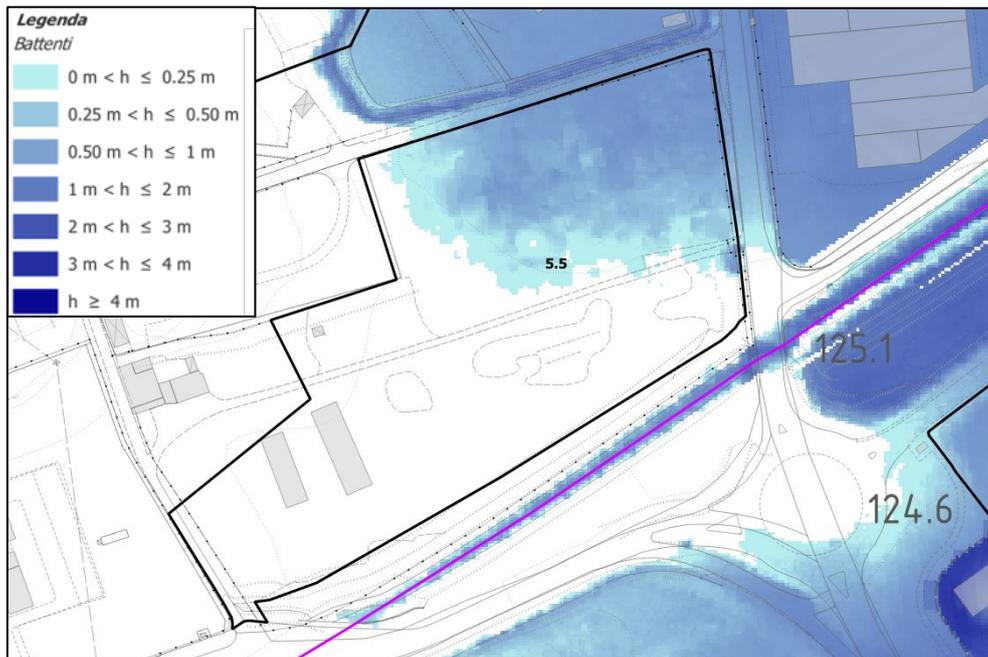 Legenda
Battenti
0 m < h ≤ 0.25 m
0.25 m < h ≤ 0.50 m
0.50 m < h ≤ 1 m
1 m < h ≤ 2 m
2 m < h ≤ 3 m
3 m < h ≤ 4 m
h ≥ 4 m
5.5
125.1
124.6